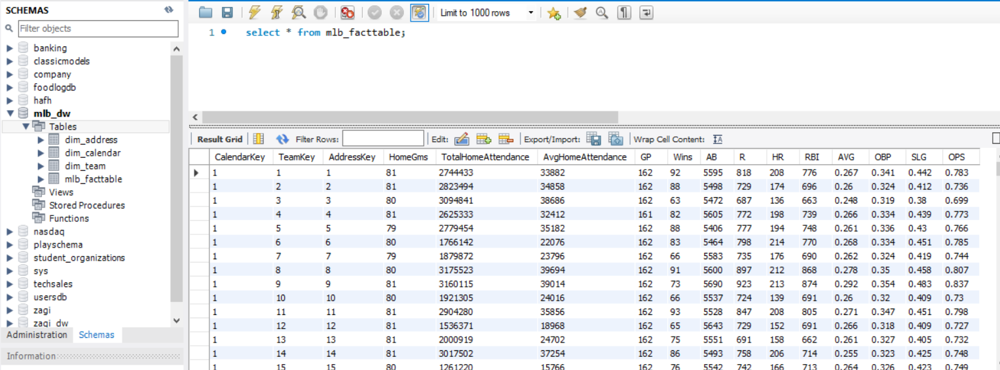 SCHEMAS
Filter objects
banking
classicmodels
company
foodlogdb
hafh
mlb_dw
Tables
dim_address
dim_calendar
dim_team
mlb_facttable
Views
Stored Procedures
Functions
nasdaq
playschema
student_organizations
sys
techsales
usersdb
zagi
zagi_dw
Administration Schemas
Information
Limit to 1000 rows
1 select * from mlb_facttable;
Result Grid Filter Rows: Edit: Export/Import: Wrap Cell Content:
CalendarKey TeamKey AddressKey HomeGms TotalHomeAttendance AvgHomeAttendance GP Wins AB R HR RBI AVG OBP SLG OPS
1 1 1 81 2744433 33882 162 92 5595 818 208 776 0.267 0.341 0.442 0.783
1 2 2 81 2823494 34858 162 88 5498 729 174 696 0.26 0.324 0.412 0.736
1 3 3 80 3094841 38686 162 63 5472 687 136 663 0.248 0.319 0.38 0.699
1 4 4 81 2625333 32412 161 82 5605 772 198 739 0.266 0.334 0.439 0.773
1 5 5 79 2779454 35182 162 88 5406 777 194 748 0.261 0.336 0.43 0.766
1 6 6 80 1766142 22076 162 83 5464 798 214 770 0.268 0.334 0.451 0.785
1 7 7 79 1879872 23796 162 66 5583 735 176 690 0.262 0.324 0.419 0.744
1 8 8 80 3175523 39694 162 91 5600 897 212 868 0.278 0.35 0.458 0.807
1 9 9 81 3160115 39014 162 73 5690 923 213 874 0.292 0.354 0.483 0.837
1 10 10 80 1921305 24016 162 66 5537 724 139 691 0.26 0.32 0.409 0.73
1 11 11 81 2904280 35856 162 93 5528 847 208 805 0.271 0.347 0.451 0.798
1 12 12 81 1536371 18968 162 65 5643 729 152 691 0.266 0.318 0.409 0.727
1 13 13 81 2000919 24702 162 75 5551 691 158 662 0.261 0.327 0.405 0.732
1 14 14 81 3017502 37254 162 86 5493 758 206 714 0.255 0.323 0.425 0.748
1 15 15 80 1261220 15766 162 76 5542 742 166 713 0.264 0.326 0.423 0.749